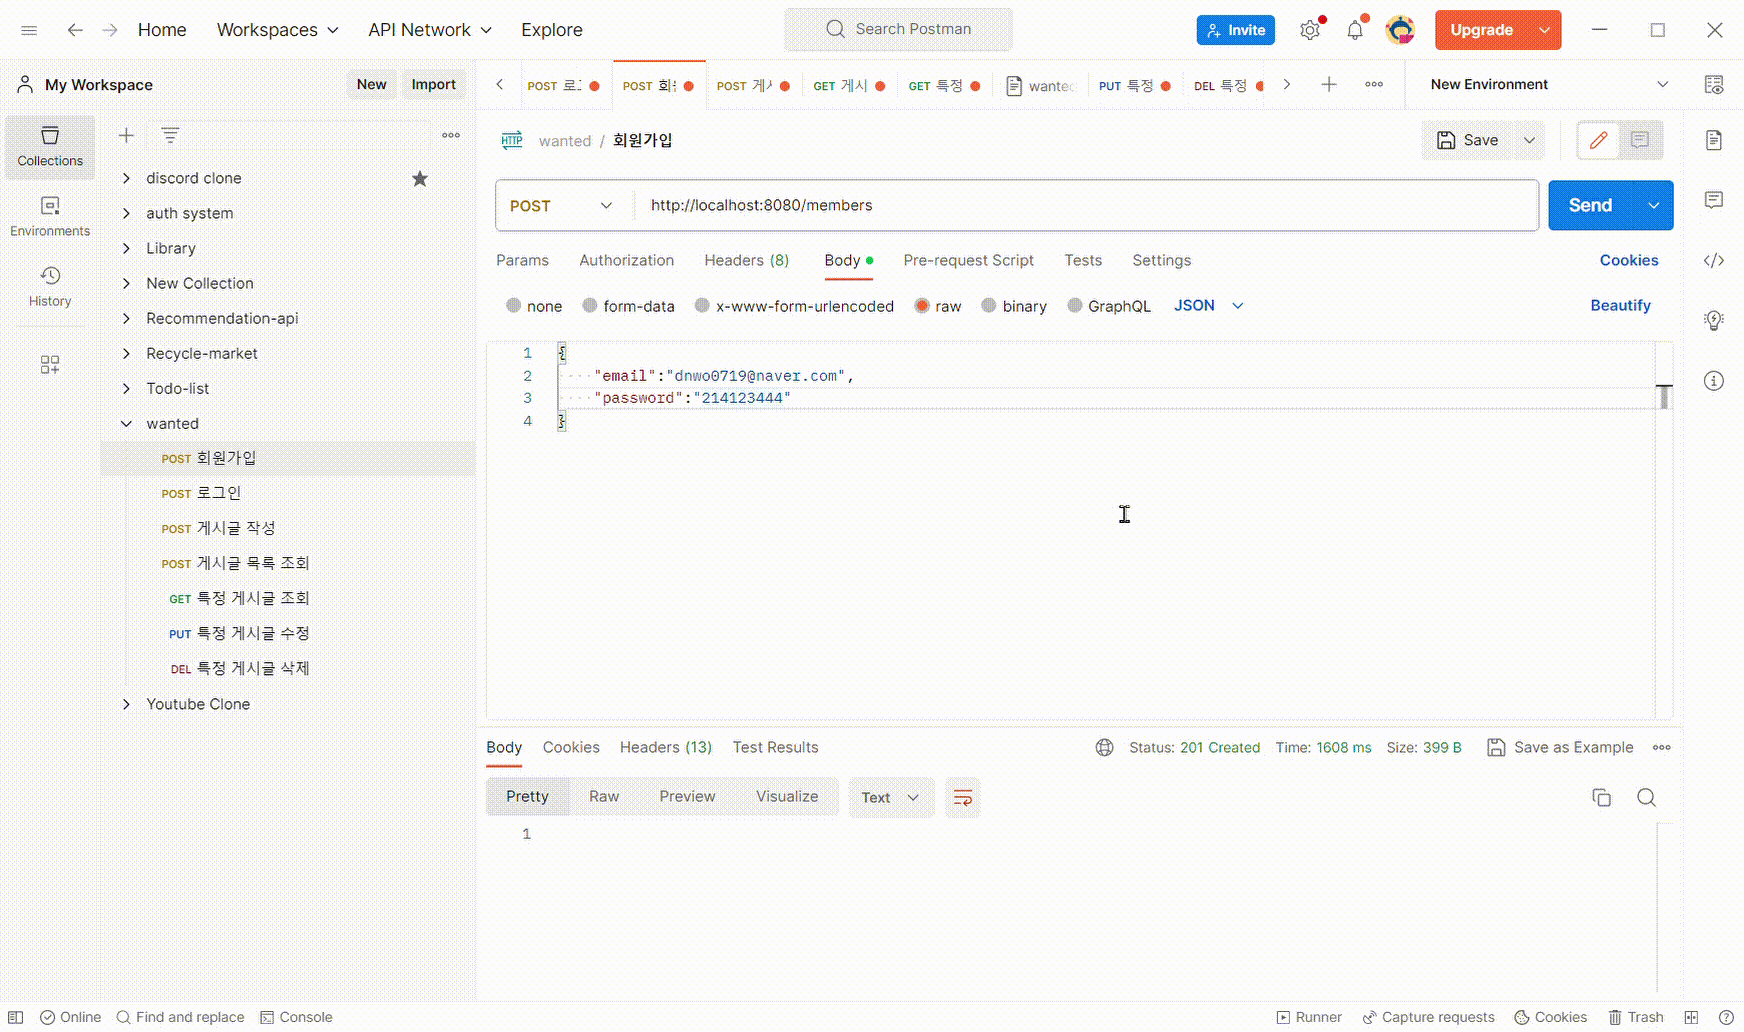 Home Workspaces API Network Explore Search Postman Invite Upgrade
My Workspace New Import
POST 로그 POST 회원 POST 게시 GET 게시 GET 특정 wanted PUT 특정 DEL 특정 New Environment
Collections
Environments
History
discord clone
auth system
Library
New Collection
Recommendation-api
Recycle-market
Todo-list
wanted
POST 회원가입
POST 로그인
POST 게시글 작성
POST 게시글 목록 조회
GET 특정 게시글 조회
PUT 특정 게시글 수정
DEL 특정 게시글 삭제
Youtube Clone
HTTP wanted / 회원가입 Save
POST http://localhost:8080/members Send
Params Authorization Headers (8) Body Pre-request Script Tests Settings Cookies
none form-data x-www-form-urlencoded raw binary GraphQL JSON Beautify
1 {
2 "email":"dnwo0719@naver.com",
3 "password":"214123444"
4 }
Body Cookies Headers (13) Test Results Status: 201 Created Time: 1608 ms Size: 399 B Save as Example
Pretty Raw Preview Visualize Text
1
Online Find and replace Console Runner Capture requests Cookies Trash